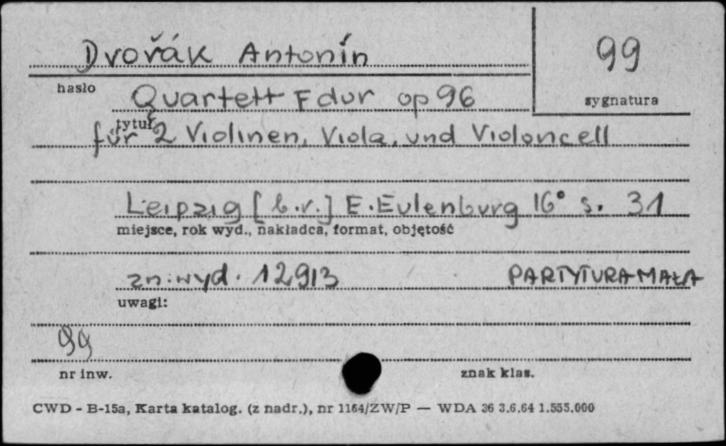 Dvořák Antonín
99
hasło
sygnatura
Quartett F dur op 96
tytuł
für 2 Violinen, Viola, und Violoncell
Leipzig [b.r.] E. Eulenburg 16° s. 31
miejsce, rok wyd., nakładca, format, objętość
zn. wyd. 12913 PARTYTURA MAŁA
uwagi:
99
nr inw.
znak klas.
CWD - B-15a, Karta katalog. (z nadr.), nr 1164/ZW/P — WDA 36 3.6.64 1.555.000